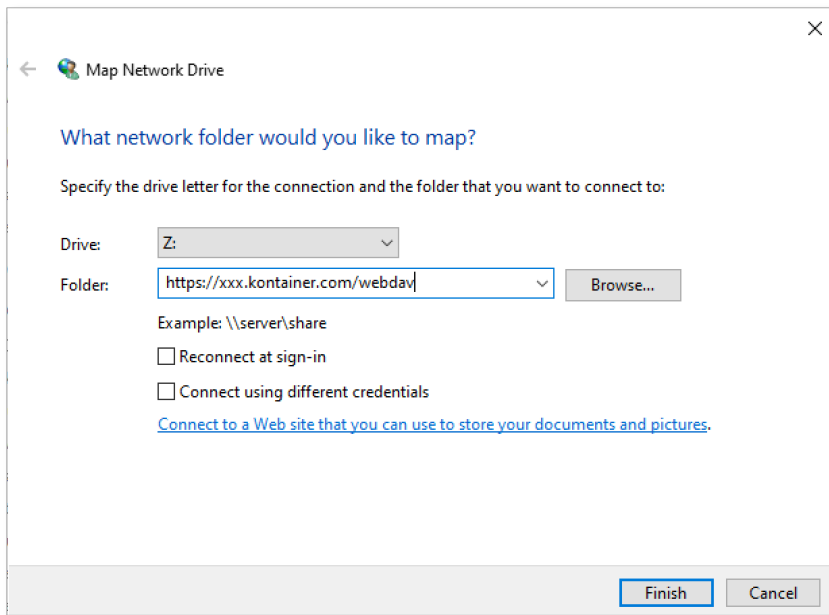 Map Network Drive
What network folder would you like to map?
Specify the drive letter for the connection and the folder that you want to connect to:
Drive: Z:
Folder: https://xxx.kontainer.com/webdav Browse...
Example: \\server\share
Reconnect at sign-in
Connect using different credentials
Connect to a Web site that you can use to store your documents and pictures.
Finish Cancel